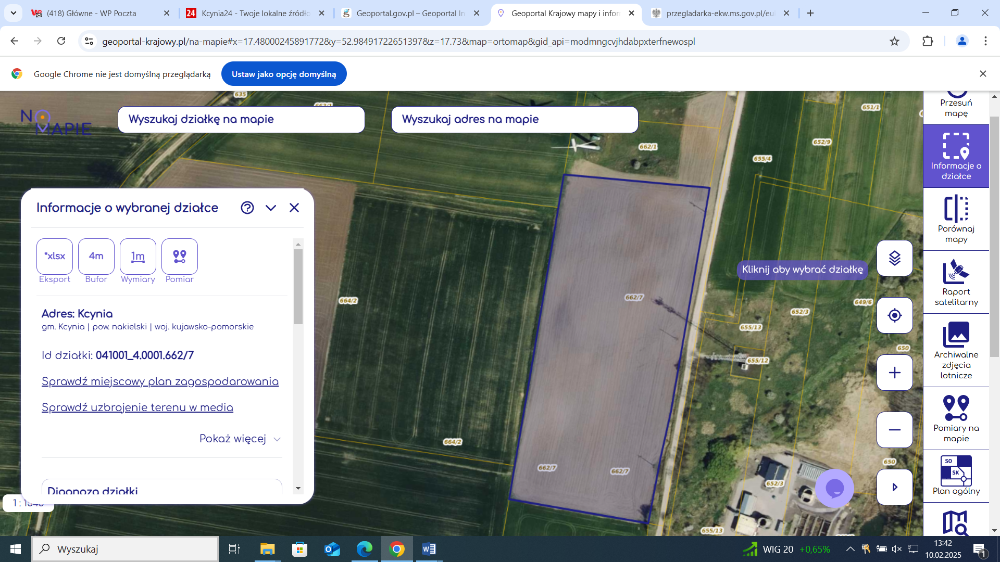 (418) Główne - WP Poczta
24
Kcynia24 - Twoje lokalne źródło
Geoportal.gov.pl – Geoportal In
Geoportal Krajowy mapy i infor
przegladarka-ekw.ms.gov.pl/eul
geoportal-krajowy.pl/na-mapie#x=17.48000245891772&y=52.98491722651397&z=17.73&map=ortomap&gid_api=modmngcvjhdabpxterfnewospl
Google Chrome nie jest domyślną przeglądarką
Ustaw jako opcję domyślną
NO MAPIE
Wyszukaj działkę na mapie
Wyszukaj adres na mapie
635
651/1
662/1
652/9
655/4
664/2
662/7
649/6
652/3
655/13
650
655/12
664/2
662/7
662/7
650
652/3
655/13
Kliknij aby wybrać działkę
Informacje o wybranej działce
*xlsx
4m
1m
Eksport
Bufor
Wymiary
Pomiar
Adres: Kcynia
gm. Kcynia | pow. nakielski | woj. kujawsko-pomorskie
Id działki: 041001_4.0001.662/7
Sprawdź miejscowy plan zagospodarowania
Sprawdź uzbrojenie terenu w media
Pokaż więcej
Diagnoza działki
Przesuń
mapę
Informacje o
działce
Porównaj
mapy
Raport
satelitarny
Archiwalne
zdjęcia
lotnicze
Pomiary na
mapie
SO
SK
Plan ogólny
Wyszukaj
WIG 20 +0,65%
13:42
10.02.2025
1